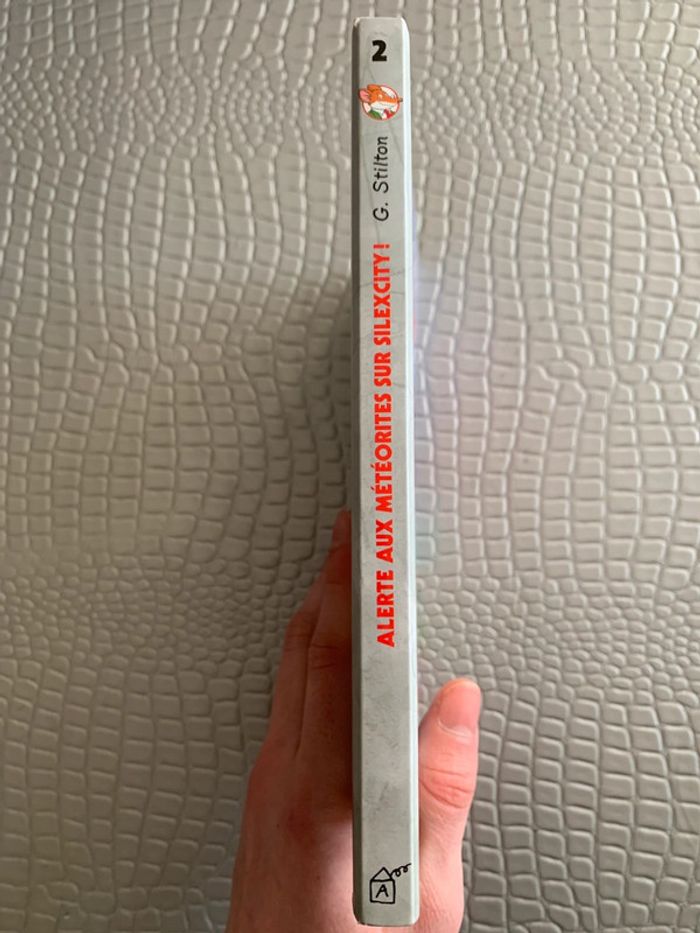 2
G. Stilton
ALERTE AUX MÉTÉORITES SUR SILEXCITY !
A